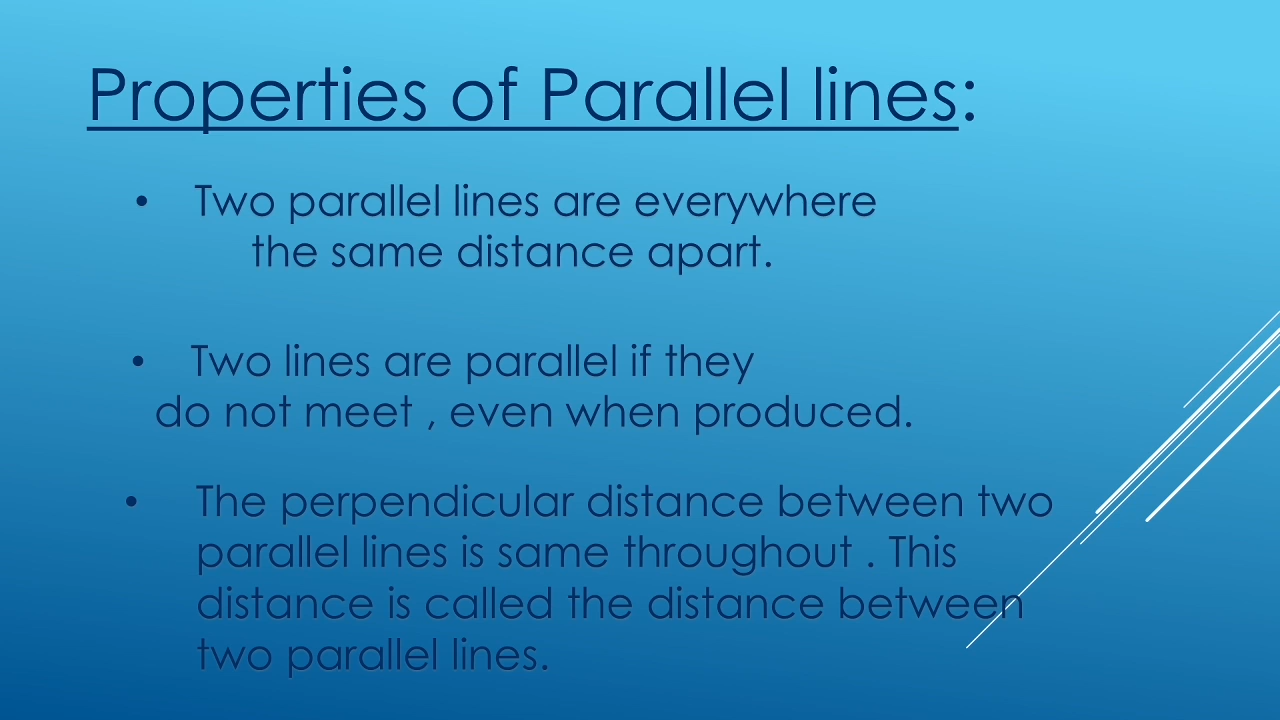 Properties of Parallel lines:
• Two parallel lines are everywhere
the same distance apart.
• Two lines are parallel if they
do not meet , even when produced.
• The perpendicular distance between two
parallel lines is same throughout . This
distance is called the distance between
two parallel lines.